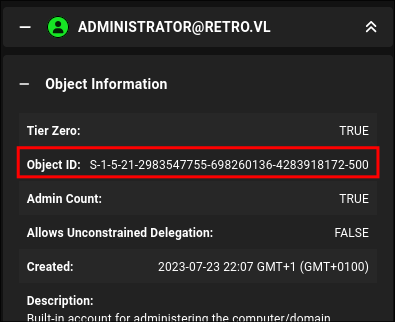 ADMINISTRATOR@RETRO.VL
Object Information
Tier Zero: TRUE
Object ID: S-1-5-21-2983547755-698260136-4283918172-500
Admin Count: TRUE
Allows Unconstrained Delegation: FALSE
Created: 2023-07-23 22:07 GMT+1 (GMT+0100)
Description:
Built-in account for administering the computer/domain